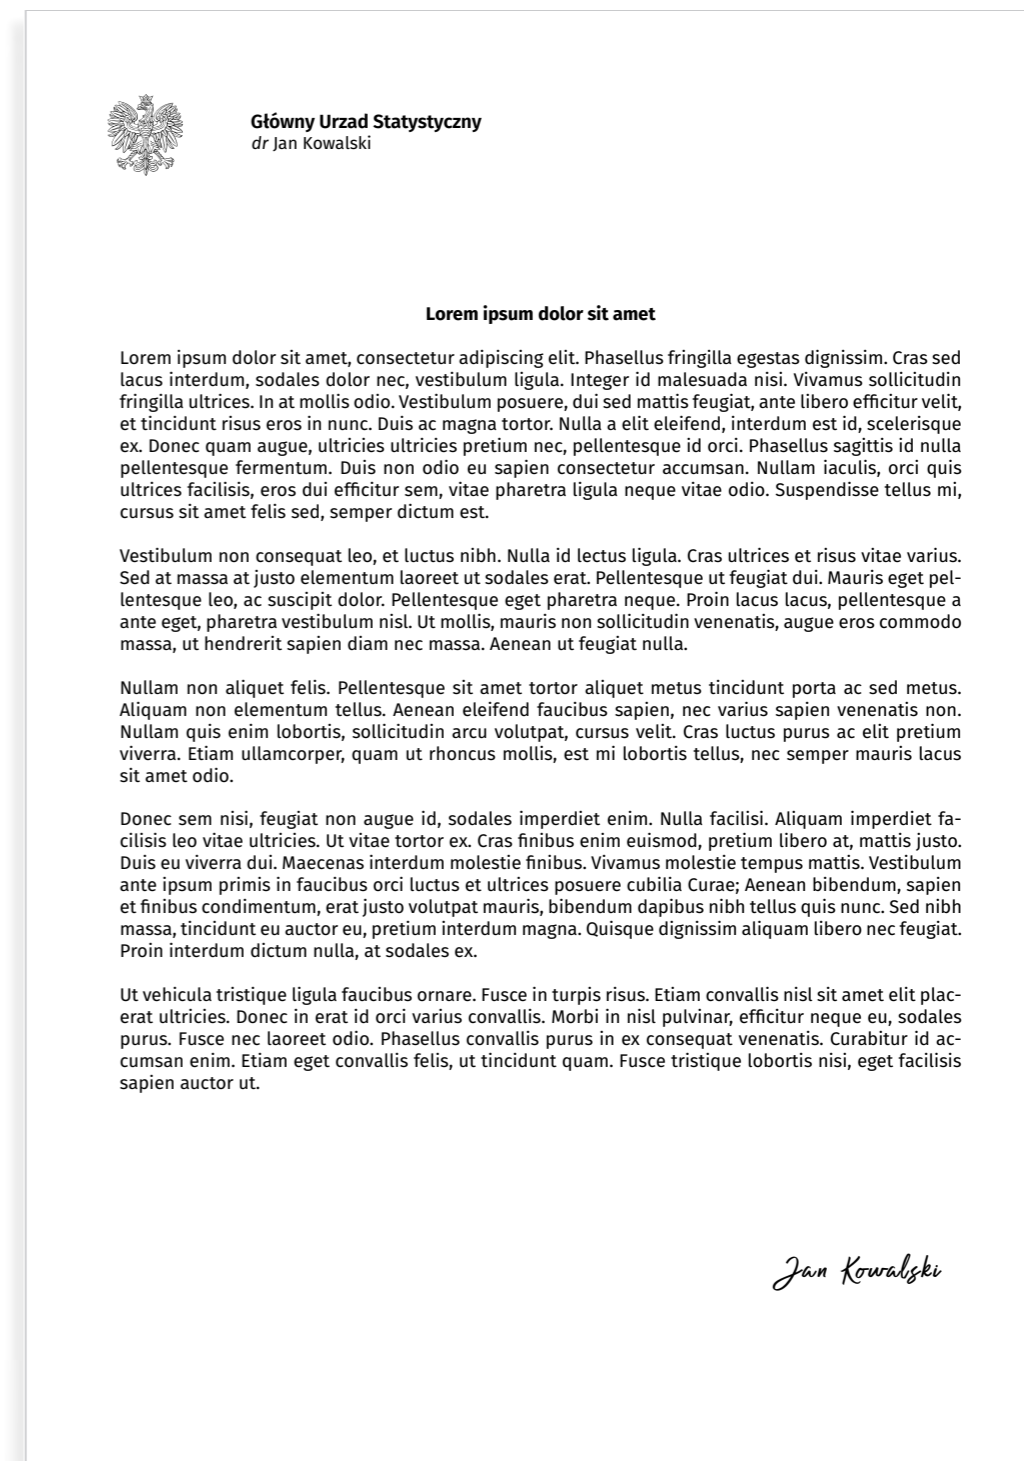 Główny Urzad Statystyczny
dr Jan Kowalski
Lorem ipsum dolor sit amet
Lorem ipsum dolor sit amet, consectetur adipiscing elit. Phasellus fringilla egestas dignissim. Cras sed
lacus interdum, sodales dolor nec, vestibulum ligula. Integer id malesuada nisi. Vivamus sollicitudin
fringilla ultrices. In at mollis odio. Vestibulum posuere, dui sed mattis feugiat, ante libero efficitur velit,
et tincidunt risus eros in nunc. Duis ac magna tortor. Nulla a elit eleifend, interdum est id, scelerisque
ex. Donec quam augue, ultricies ultricies pretium nec, pellentesque id orci. Phasellus sagittis id nulla
pellentesque fermentum. Duis non odio eu sapien consectetur accumsan. Nullam iaculis, orci quis
ultrices facilisis, eros dui efficitur sem, vitae pharetra ligula neque vitae odio. Suspendisse tellus mi,
cursus sit amet felis sed, semper dictum est.
Vestibulum non consequat leo, et luctus nibh. Nulla id lectus ligula. Cras ultrices et risus vitae varius.
Sed at massa at justo elementum laoreet ut sodales erat. Pellentesque ut feugiat dui. Mauris eget pel-
lentesque leo, ac suscipit dolor. Pellentesque eget pharetra neque. Proin lacus lacus, pellentesque a
ante eget, pharetra vestibulum nisl. Ut mollis, mauris non sollicitudin venenatis, augue eros commodo
massa, ut hendrerit sapien diam nec massa. Aenean ut feugiat nulla.
Nullam non aliquet felis. Pellentesque sit amet tortor aliquet metus tincidunt porta ac sed metus.
Aliquam non elementum tellus. Aenean eleifend faucibus sapien, nec varius sapien venenatis non.
Nullam quis enim lobortis, sollicitudin arcu volutpat, cursus velit. Cras luctus purus ac elit pretium
viverra. Etiam ullamcorper, quam ut rhoncus mollis, est mi lobortis tellus, nec semper mauris lacus
sit amet odio.
Donec sem nisi, feugiat non augue id, sodales imperdiet enim. Nulla facilisi. Aliquam imperdiet fa-
cilisis leo vitae ultricies. Ut vitae tortor ex. Cras finibus enim euismod, pretium libero at, mattis justo.
Duis eu viverra dui. Maecenas interdum molestie finibus. Vivamus molestie tempus mattis. Vestibulum
ante ipsum primis in faucibus orci luctus et ultrices posuere cubilia Curae; Aenean bibendum, sapien
et finibus condimentum, erat justo volutpat mauris, bibendum dapibus nibh tellus quis nunc. Sed nibh
massa, tincidunt eu auctor eu, pretium interdum magna. Quisque dignissim aliquam libero nec feugiat.
Proin interdum dictum nulla, at sodales ex.
Ut vehicula tristique ligula faucibus ornare. Fusce in turpis risus. Etiam convallis nisl sit amet elit plac-
erat ultricies. Donec in erat id orci varius convallis. Morbi in nisl pulvinar, efficitur neque eu, sodales
purus. Fusce nec laoreet odio. Phasellus convallis purus in ex consequat venenatis. Curabitur id ac-
cumsan enim. Etiam eget convallis felis, ut tincidunt quam. Fusce tristique lobortis nisi, eget facilisis
sapien auctor ut.
Jan Kowalski